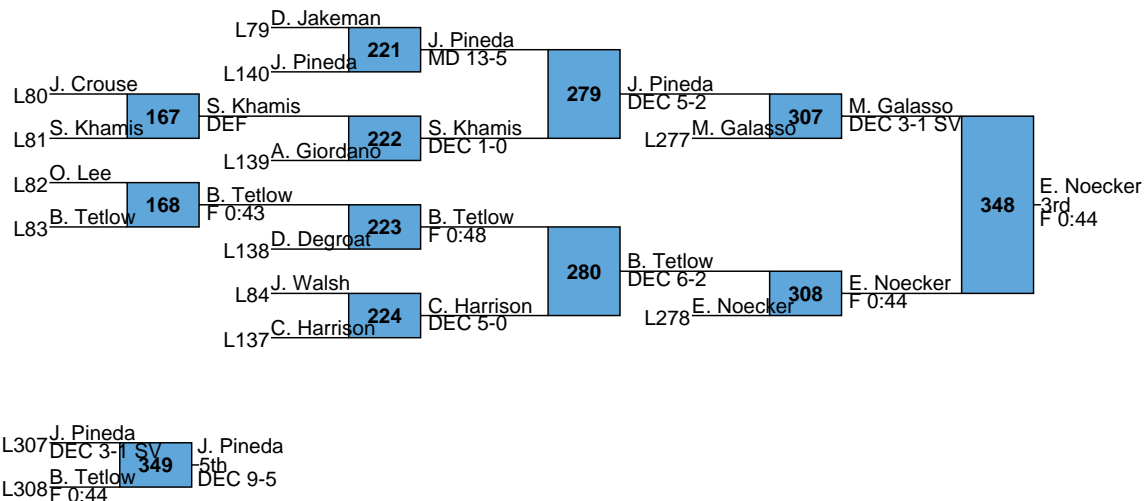 D. Jakeman
L79
221
J. Pineda
MD 13-5
J. Pineda
L140
J. Crouse
L80
167
S. Khamis
DEF
S. Khamis
L81
222
S. Khamis
DEC 1-0
A. Giordano
L139
279
J. Pineda
DEC 5-2
307
M. Galasso
L277
M. Galasso
DEC 3-1 SV
O. Lee
L82
168
B. Tetlow
F 0:43
B. Tetlow
L83
223
B. Tetlow
F 0:48
D. Degroat
L138
J. Walsh
L84
224
C. Harrison
DEC 5-0
C. Harrison
L137
280
B. Tetlow
DEC 6-2
308
E. Noecker
L278
E. Noecker
F 0:44
348
E. Noecker
3rd
F 0:44
L307
J. Pineda
DEC 3-1 SV
349
J. Pineda
5th
DEC 9-5
L308
B. Tetlow
F 0:44